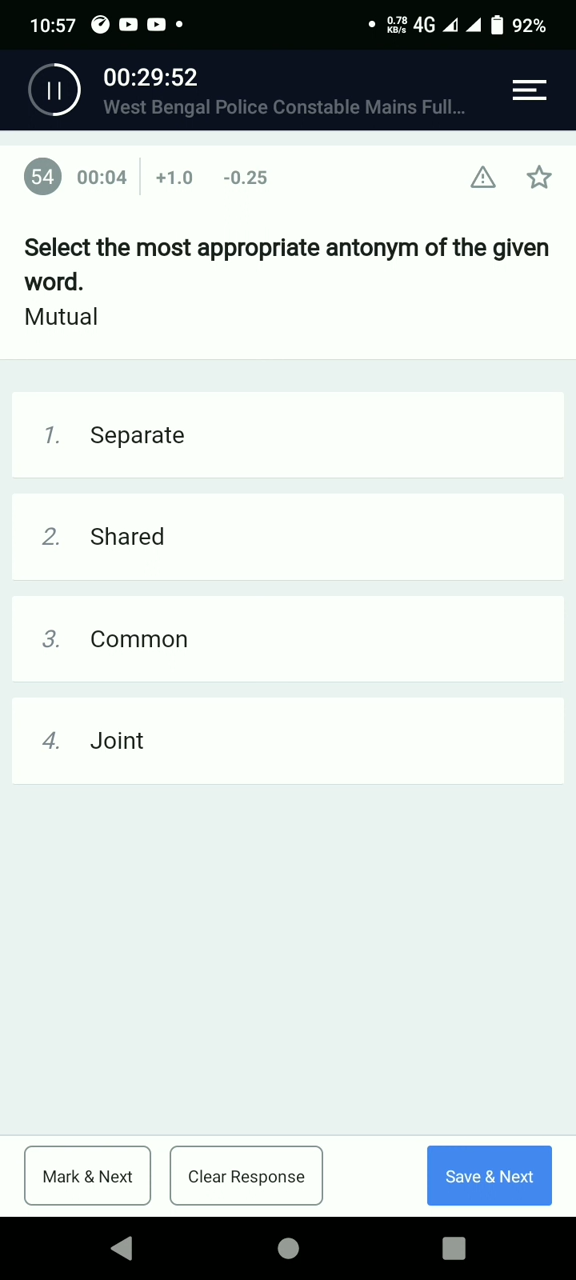 10:57
0.78 KB/s 4G 92%
00:29:52
West Bengal Police Constable Mains Full...
54 00:04 +1.0 -0.25
Select the most appropriate antonym of the given
word.
Mutual
1. Separate
2. Shared
3. Common
4. Joint
Mark & Next Clear Response Save & Next